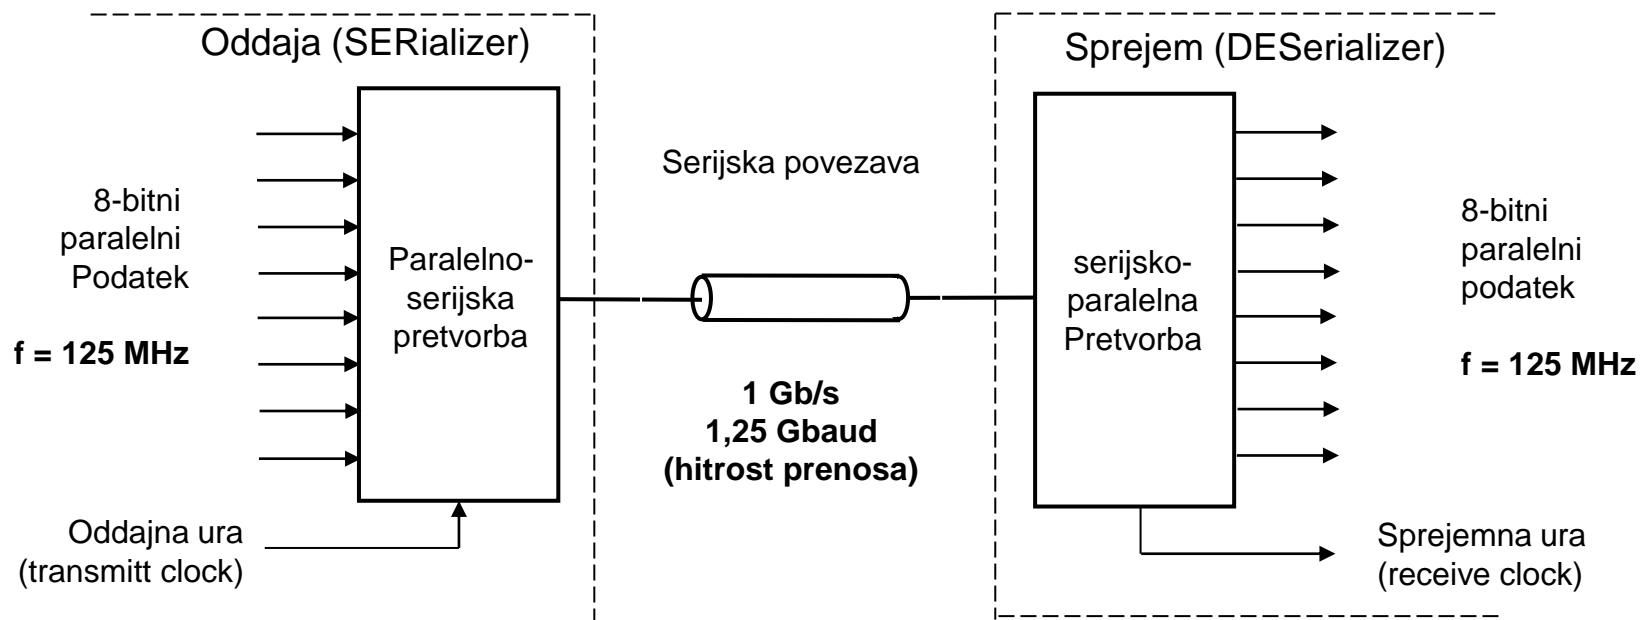 Oddaja (SERializer)
Sprejem (DESerializer)
8-bitni
paralelni
Podatek
f = 125 MHz
Paralelno-
serijska
pretvorba
Serijska povezava
1 Gb/s
1,25 Gbaud
(hitrost prenosa)
serijsko-
paralelna
Pretvorba
8-bitni
paralelni
podatek
f = 125 MHz
Oddajna ura
(transmitt clock)
Sprejemna ura
(receive clock)